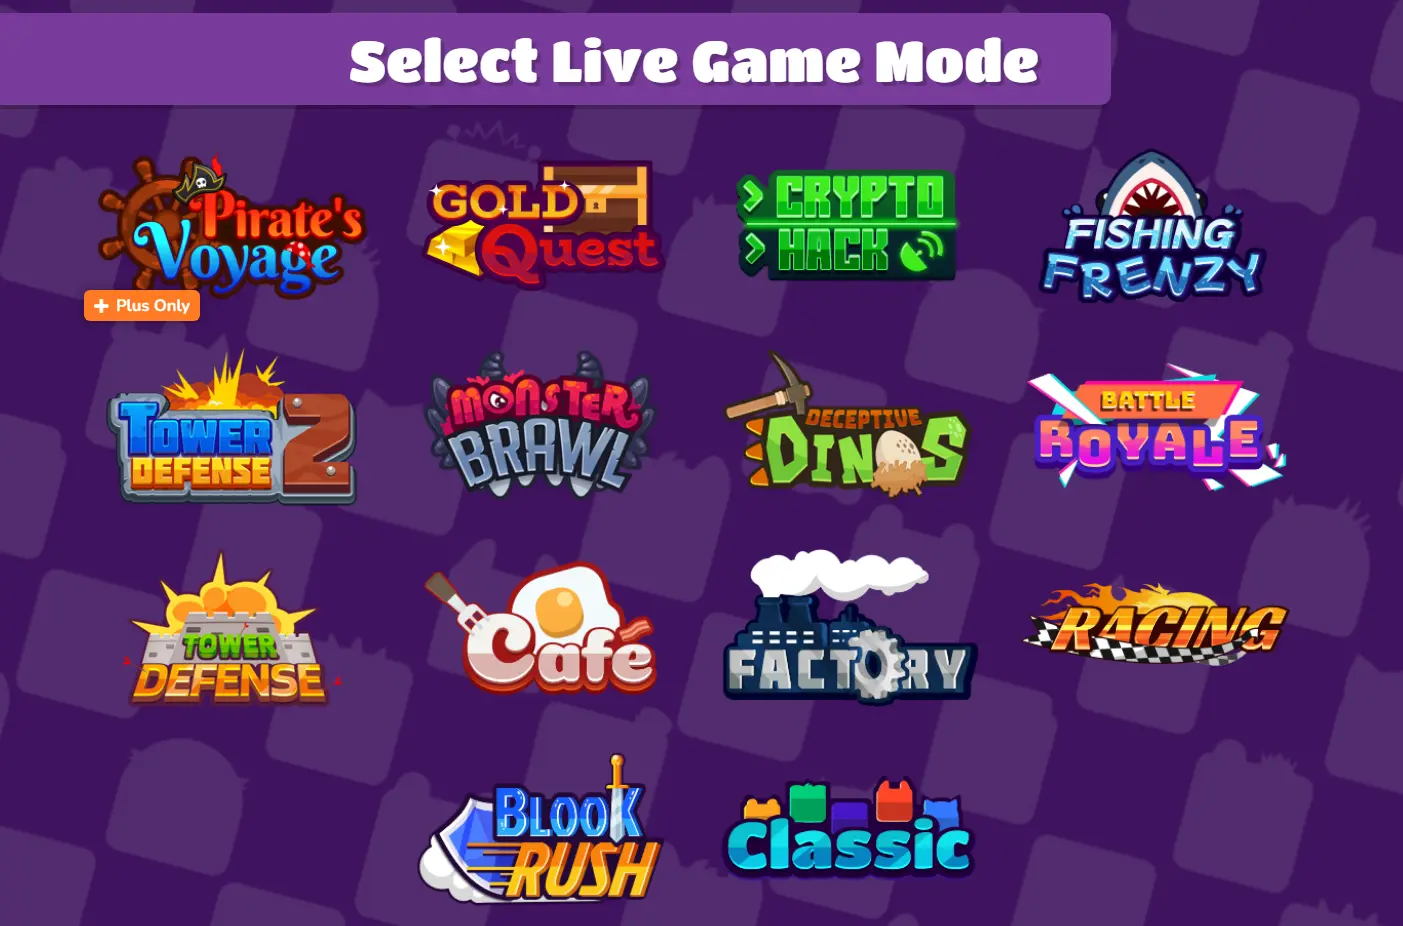 Select Live Game Mode
Pirate's
Voyage
+ Plus Only
GOLD
Quest
> CRYPTO
> HACK
FISHING
FRENZY
TOWER
DEFENSE 2
MONSTER
BRAWL
DECEPTIVE
DINOS
BATTLE
ROYALE
TOWER
DEFENSE
Café
FACTORY
RACING
BLOOK
RUSH
Classic